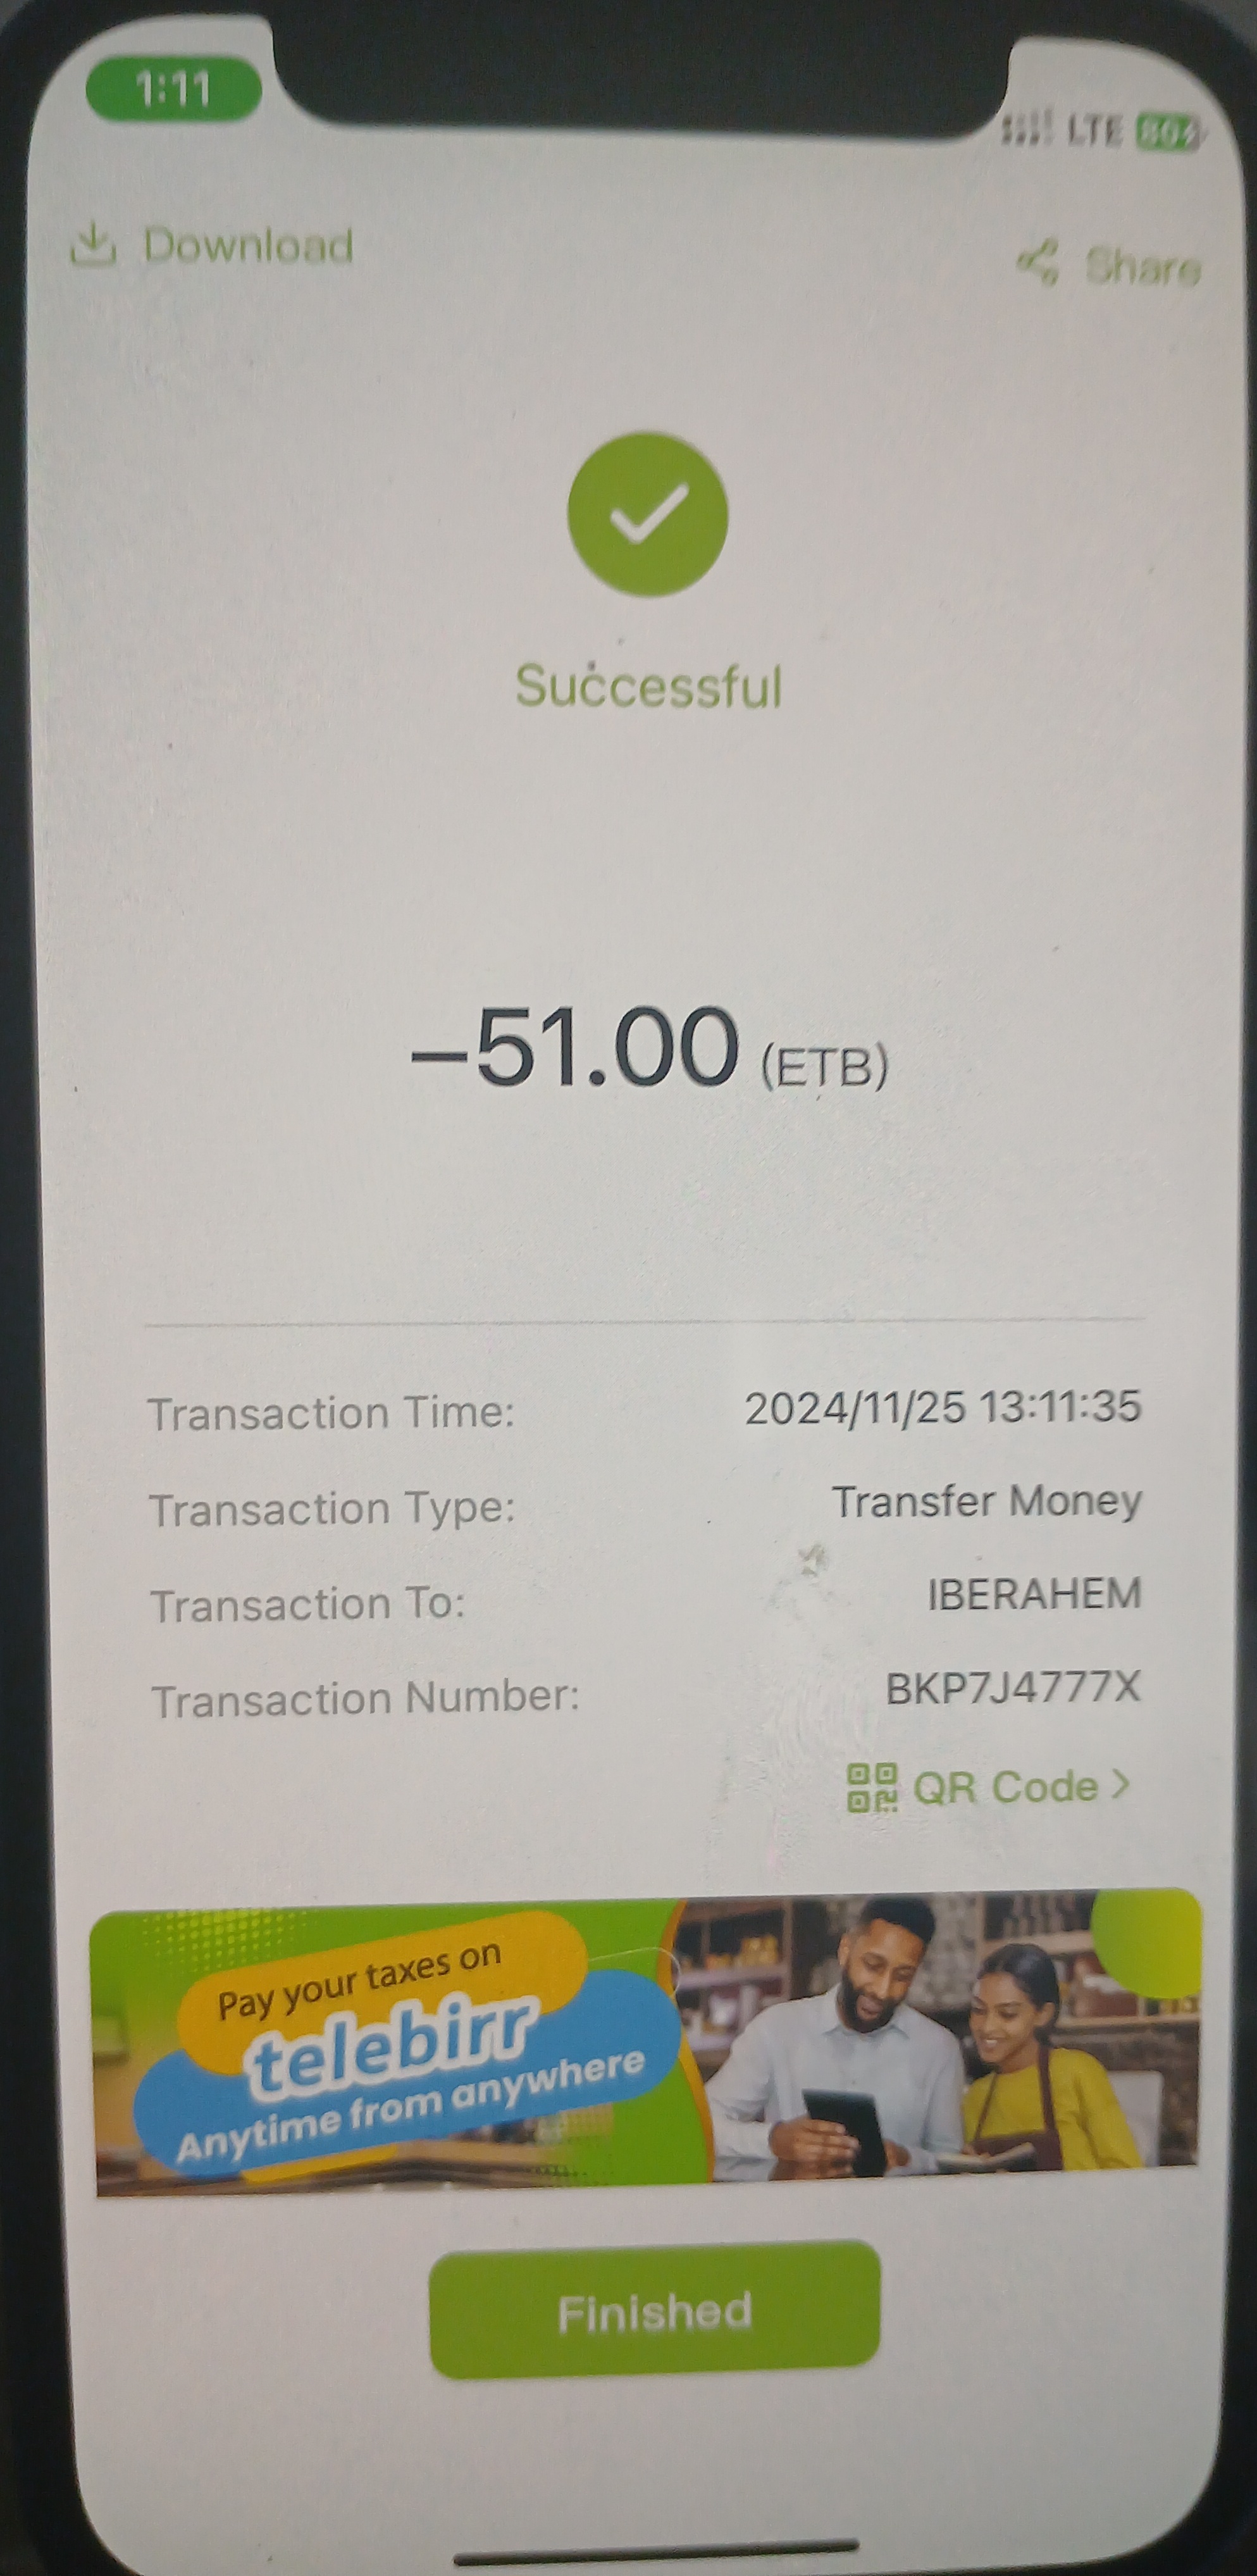 1:11
LTE
Download
Share
Successful
-51.00 (ETB)
Transaction Time: 2024/11/25 13:11:35
Transaction Type: Transfer Money
Transaction To: IBERAHEM
Transaction Number: BKP7J4777X
QR Code >
Pay your taxes on
telebirr
Anytime from anywhere
Finished